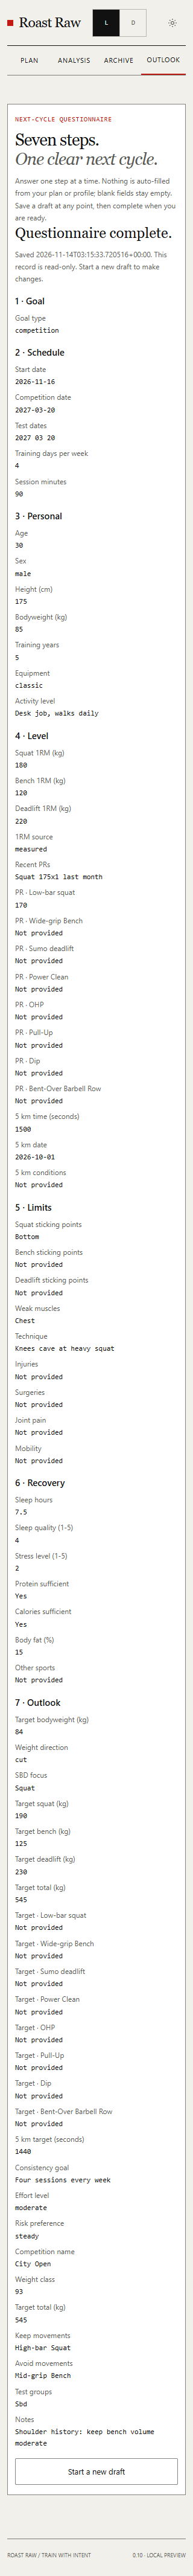 Roast Raw
L
D
PLAN
ANALYSIS
ARCHIVE
OUTLOOK
NEXT-CYCLE QUESTIONNAIRE
Seven steps.
One clear next cycle.
Answer one step at a time. Nothing is auto-filled
from your plan or profile; blank fields stay empty.
Save a draft at any point, then complete when you
are ready.
Questionnaire complete.
Saved 2026-11-14T03:15:33.720516+00:00. This
record is read-only. Start a new draft to make
changes.
1 · Goal
Goal type
competition
2 · Schedule
Start date
2026-11-16
Competition date
2027-03-20
Test dates
2027 03 20
Training days per week
4
Session minutes
90
3 · Personal
Age
30
Sex
male
Height (cm)
175
Bodyweight (kg)
85
Training years
5
Equipment
classic
Activity level
Desk job, walks daily
4 · Level
Squat 1RM (kg)
180
Bench 1RM (kg)
120
Deadlift 1RM (kg)
220
1RM source
measured
Recent PRs
Squat 175x1 last month
PR · Low-bar squat
170
PR · Wide-grip Bench
Not provided
PR · Sumo deadlift
Not provided
PR · Power Clean
Not provided
PR · OHP
Not provided
PR · Pull-Up
Not provided
PR · Dip
Not provided
PR · Bent-Over Barbell Row
Not provided
5 km time (seconds)
1500
5 km date
2026-10-01
5 km conditions
Not provided
5 · Limits
Squat sticking points
Bottom
Bench sticking points
Not provided
Deadlift sticking points
Not provided
Weak muscles
Chest
Technique
Knees cave at heavy squat
Injuries
Not provided
Surgeries
Not provided
Joint pain
Not provided
Mobility
Not provided
6 · Recovery
Sleep hours
7.5
Sleep quality (1-5)
4
Stress level (1-5)
2
Protein sufficient
Yes
Calories sufficient
Yes
Body fat (%)
15
Other sports
Not provided
7 · Outlook
Target bodyweight (kg)
84
Weight direction
cut
SBD focus
Squat
Target squat (kg)
190
Target bench (kg)
125
Target deadlift (kg)
230
Target total (kg)
545
Target · Low-bar squat
Not provided
Target · Wide-grip Bench
Not provided
Target · Sumo deadlift
Not provided
Target · Power Clean
Not provided
Target · OHP
Not provided
Target · Pull-Up
Not provided
Target · Dip
Not provided
Target · Bent-Over Barbell Row
Not provided
5 km target (seconds)
1440
Consistency goal
Four sessions every week
Effort level
moderate
Risk preference
steady
Competition name
City Open
Weight class
93
Target total (kg)
545
Keep movements
High-bar Squat
Avoid movements
Mid-grip Bench
Test groups
Sbd
Notes
Shoulder history: keep bench volume
moderate
Start a new draft
ROAST RAW / TRAIN WITH INTENT
0.10 · LOCAL PREVIEW